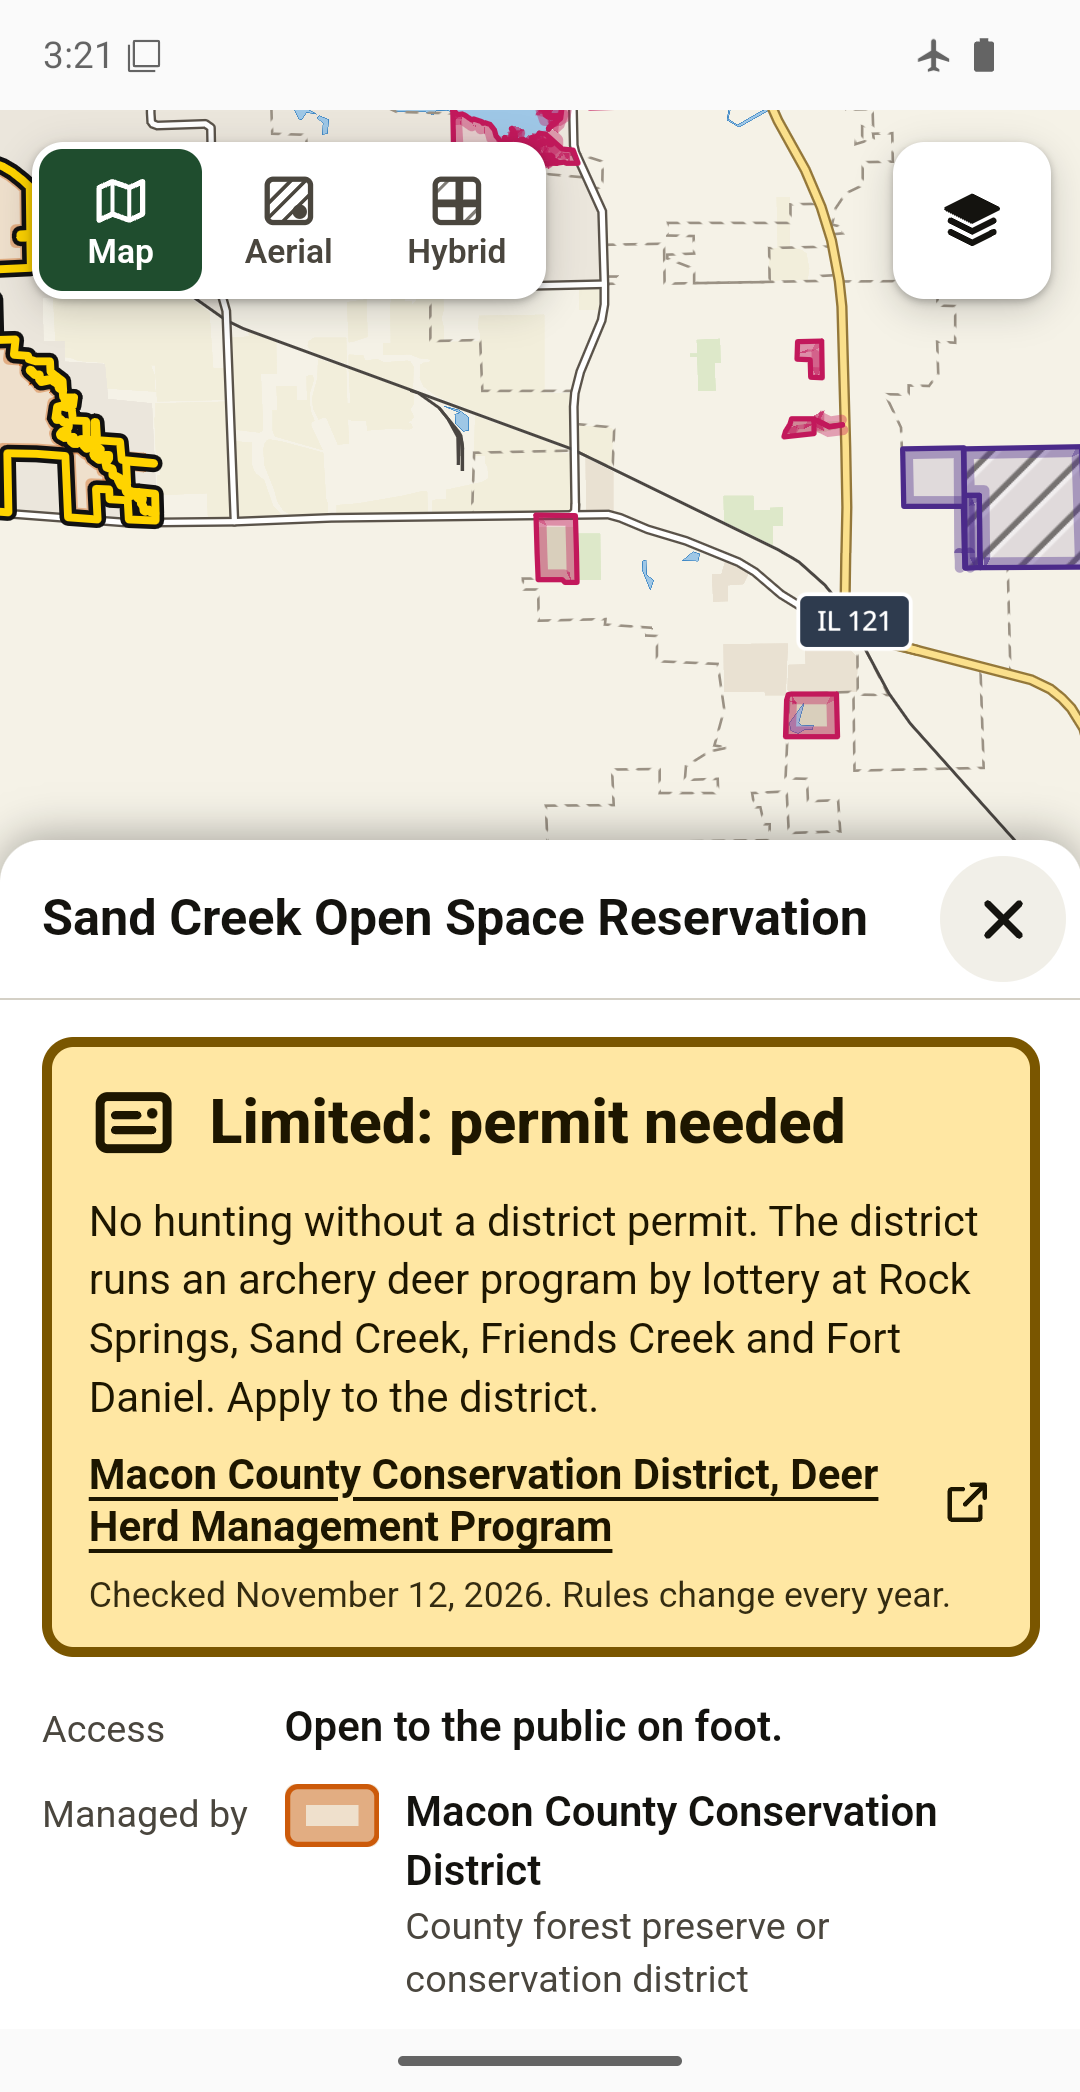 3:21
Map
Aerial
Hybrid
IL 121
Sand Creek Open Space Reservation
Limited: permit needed
No hunting without a district permit. The district
runs an archery deer program by lottery at Rock
Springs, Sand Creek, Friends Creek and Fort
Daniel. Apply to the district.
Macon County Conservation District, Deer
Herd Management Program
Checked November 12, 2026. Rules change every year.
Access
Open to the public on foot.
Managed by
Macon County Conservation
District
County forest preserve or
conservation district